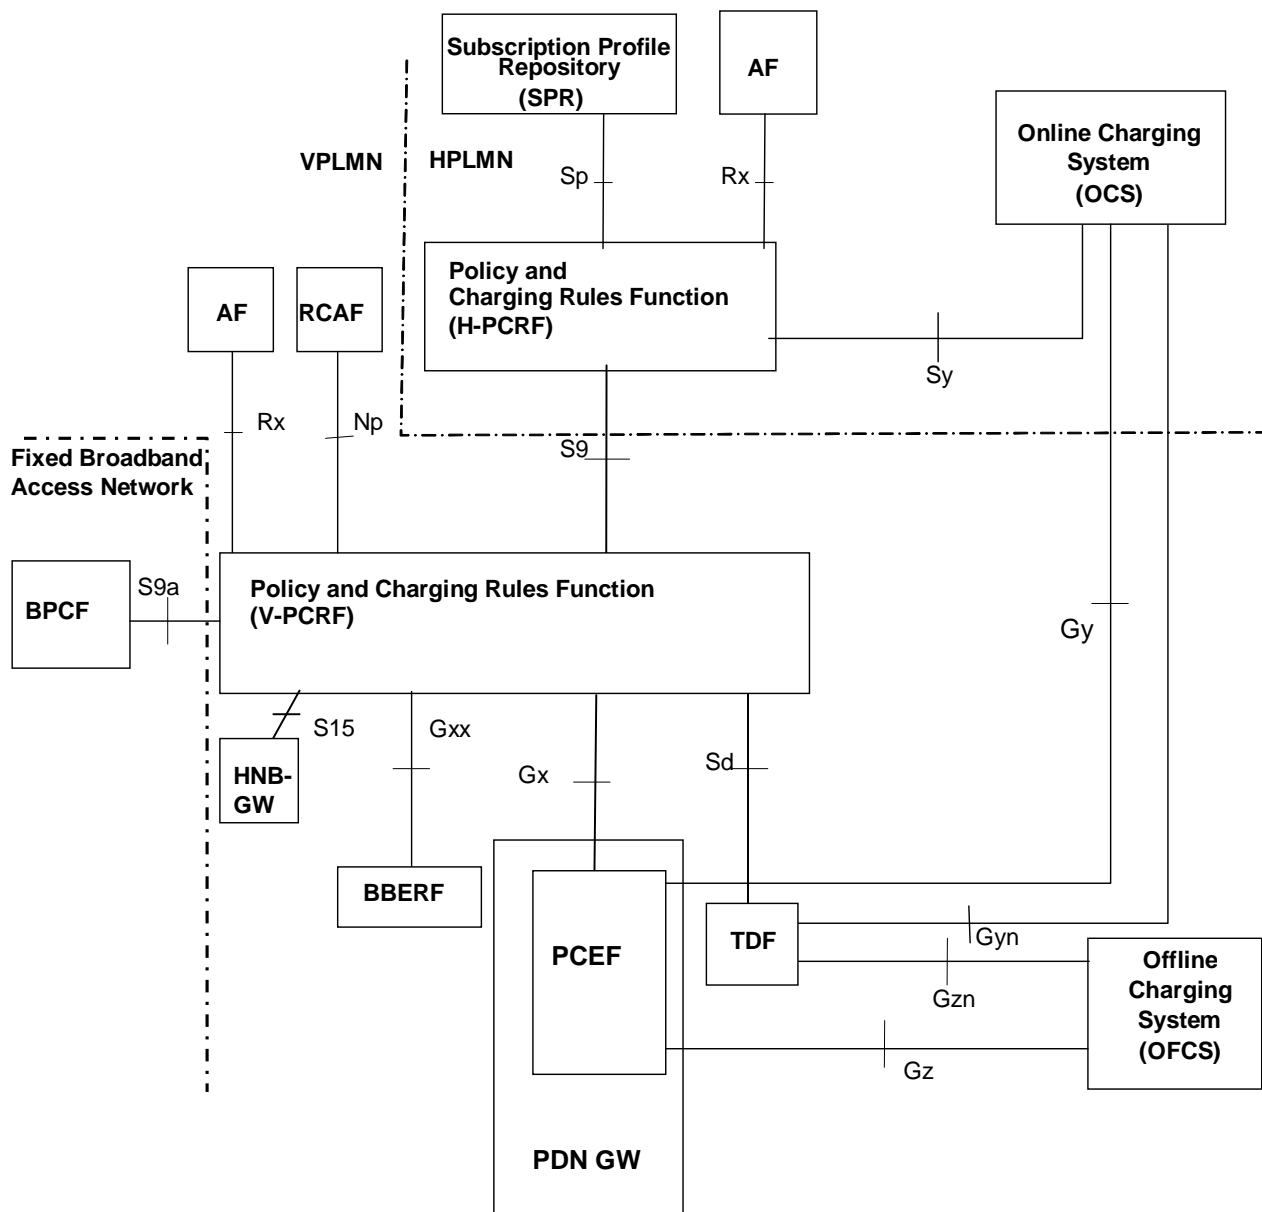 Subscription Profile
Repository
(SPR)
AF
Online Charging
System
(OCS)
VPLMN
HPLMN
Sp
Rx
Policy and
Charging Rules Function
(H-PCRF)
AF
RCAF
Sy
Rx
Np
S9
Fixed Broadband
Access Network
S9a
BPCF
Policy and Charging Rules Function
(V-PCRF)
Gy
S15
Gxx
Gx
Sd
HNB-
GW
BBERF
PCEF
TDF
Gyn
Gzn
Offline
Charging
System
(OFCS)
Gz
PDN GW